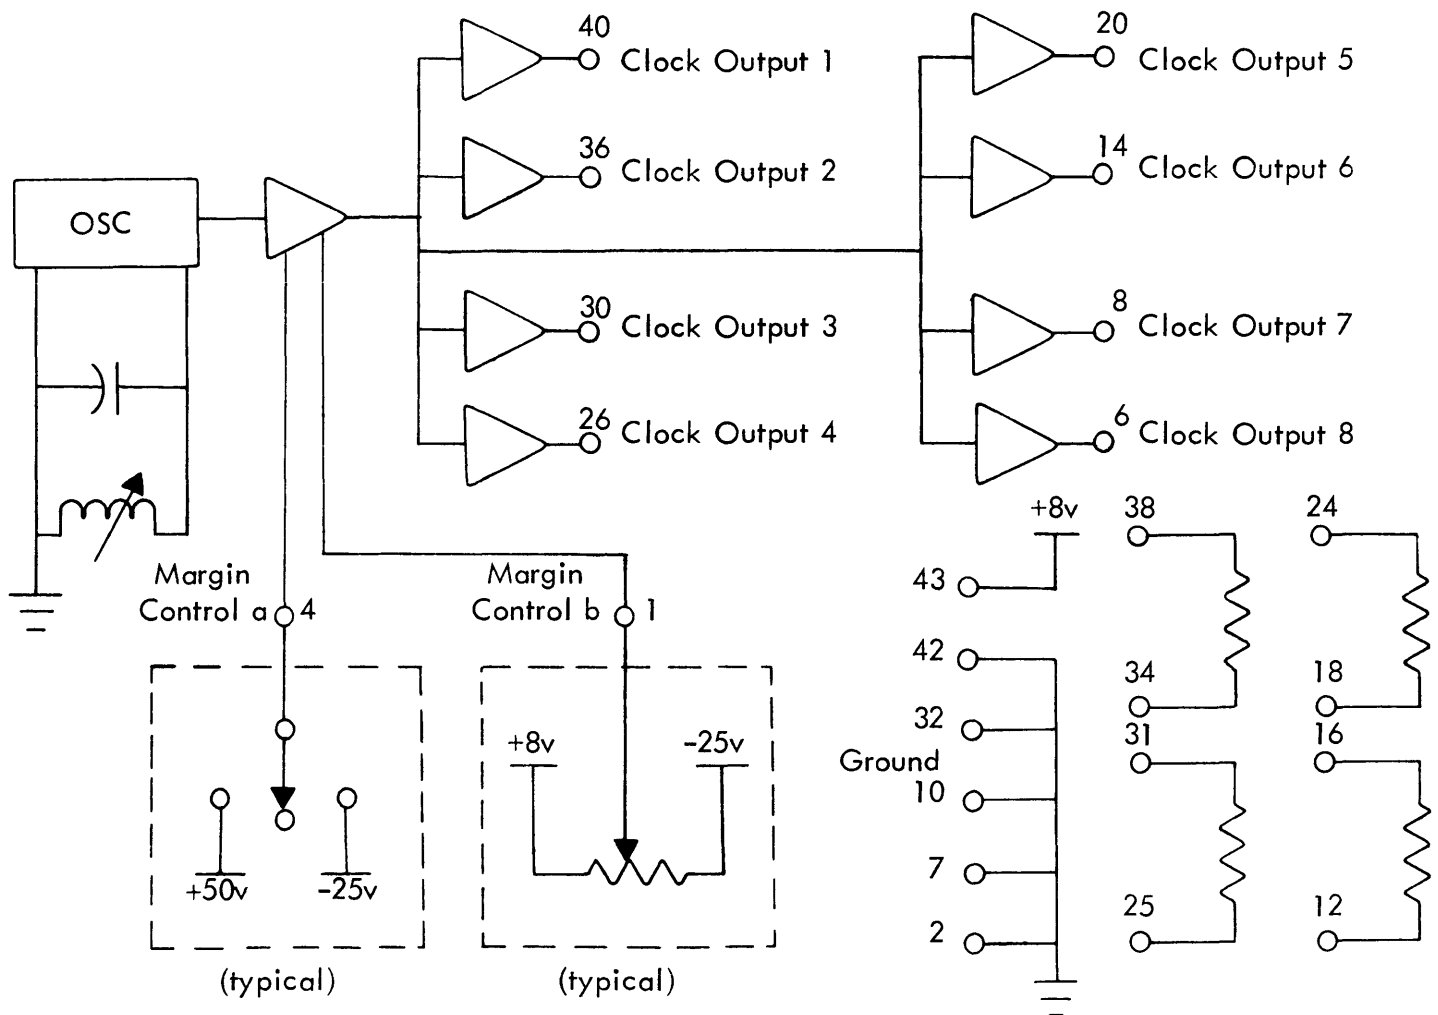 40
Clock Output 1
20
Clock Output 5
36
Clock Output 2
14
Clock Output 6
OSC
30
Clock Output 3
8
Clock Output 7
26
Clock Output 4
6
Clock Output 8
Margin
Control a
4
Margin
Control b
1
+50v
-25v
(typical)
+8v
-25v
(typical)
+8v
43
42
32
Ground
10
7
2
38
34
24
18
31
25
16
12